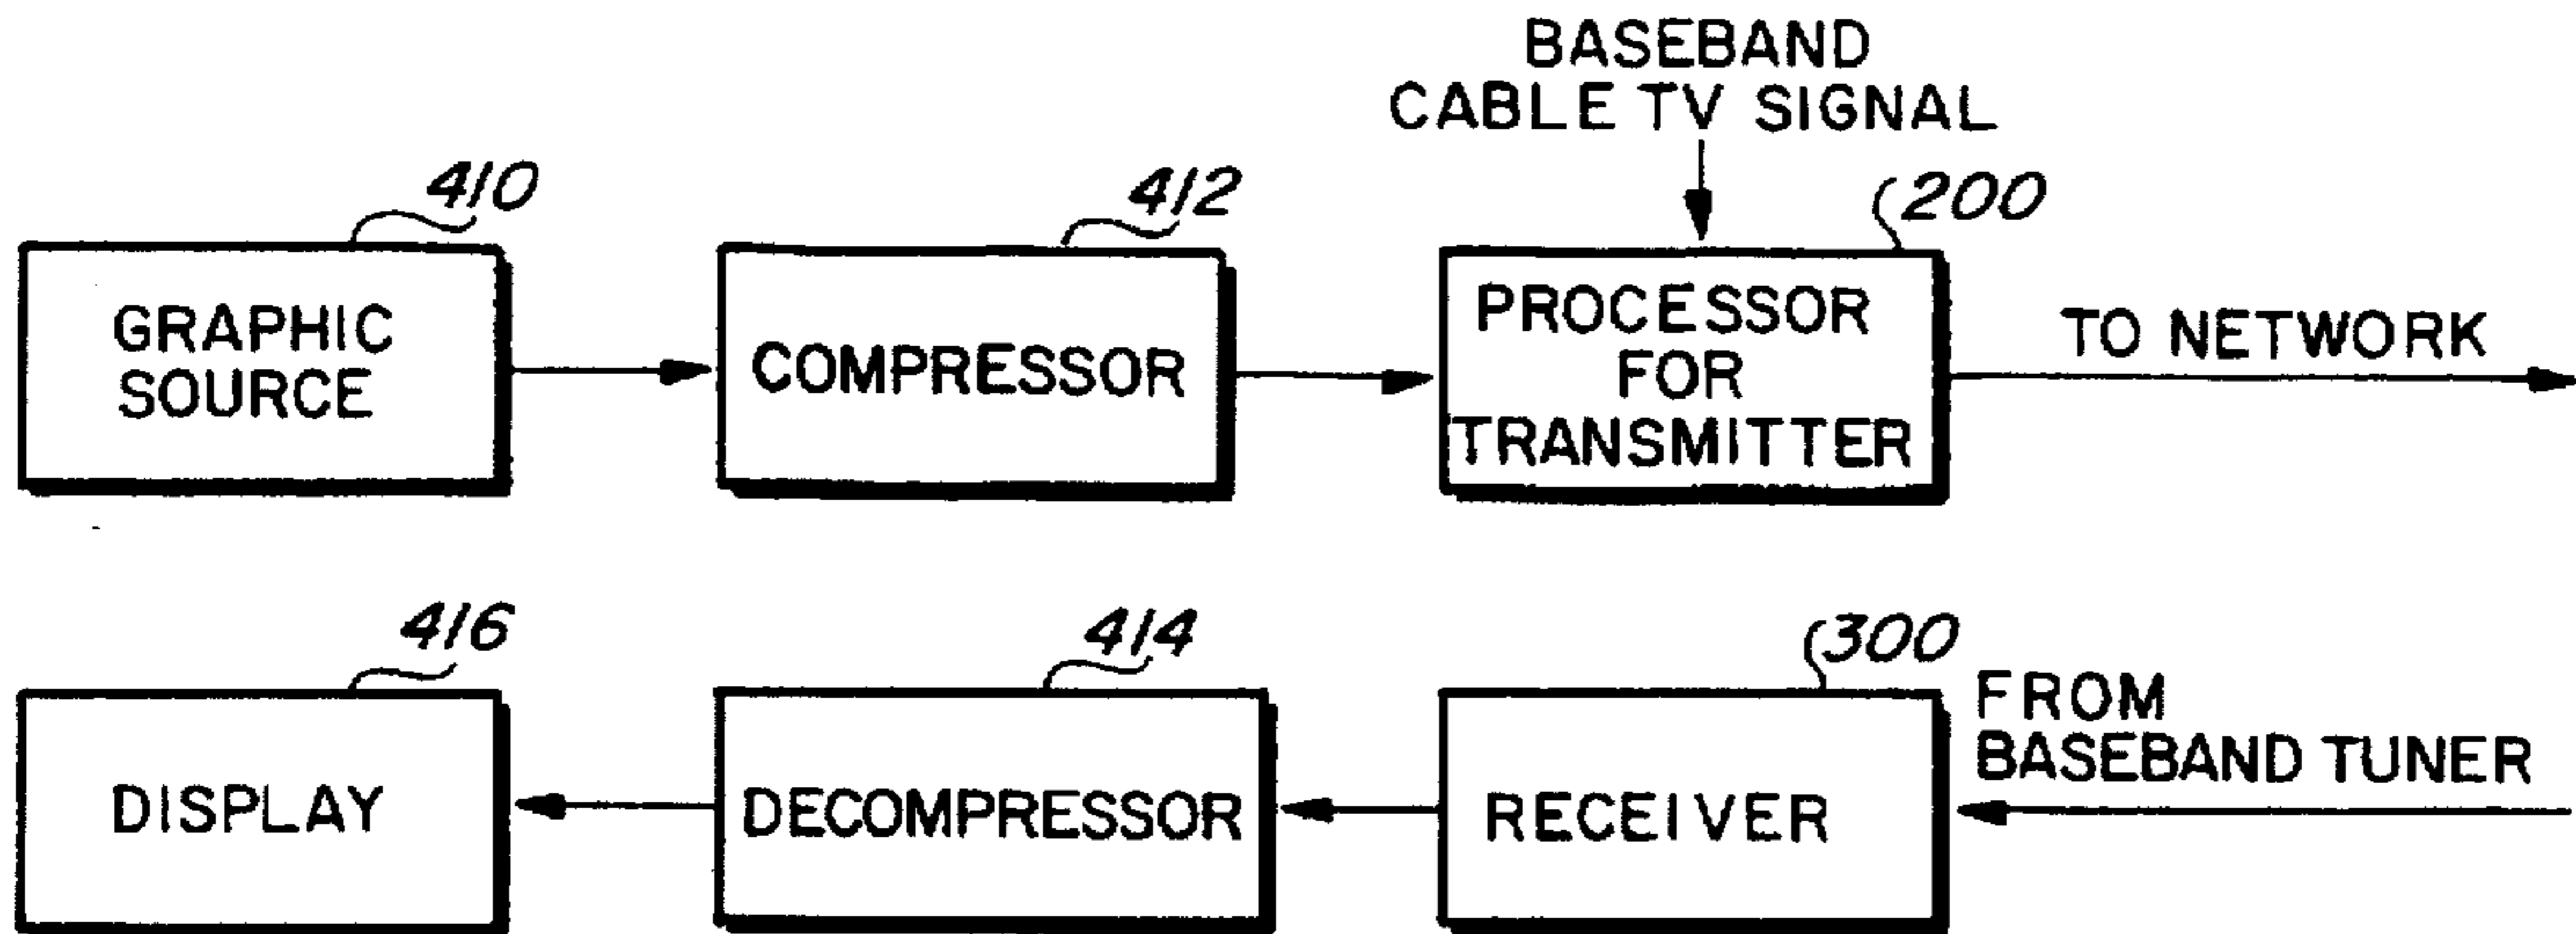 BASEBAND
CABLE TV SIGNAL
410
412
200
GRAPHIC
SOURCE
COMPRESSOR
PROCESSOR
FOR
TRANSMITTER
TO NETWORK
416
414
300
FROM
BASEBAND TUNER
DISPLAY
DECOMPRESSOR
RECEIVER